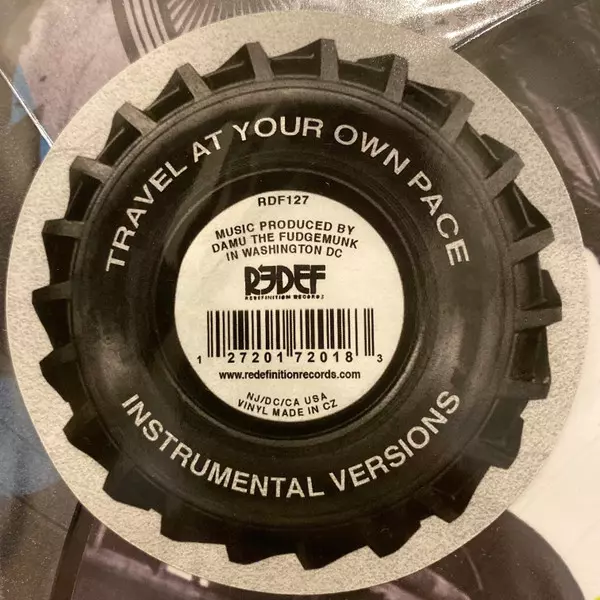 TRAVEL AT YOUR OWN PACE
RDF127
MUSIC PRODUCED BY
DAMU THE FUDGEMUNK
IN WASHINGTON DC
R3DEF
REDEFINITION RECORDS
1 27201 72018 3
www.redefinitionrecords.com
NJ/DC/CA USA
VINYL MADE IN CZ
INSTRUMENTAL VERSIONS